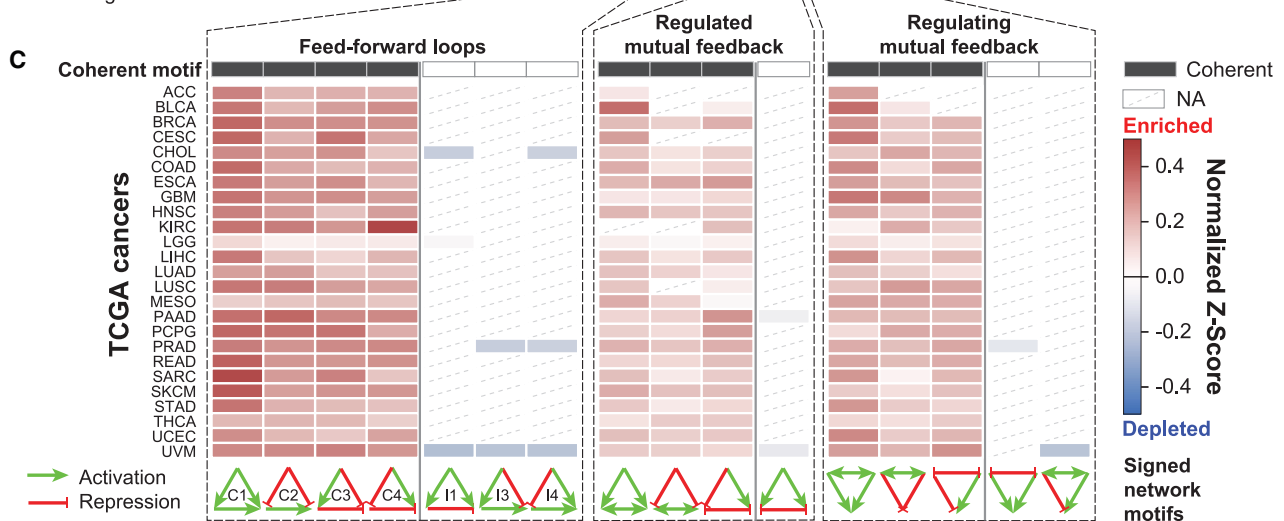 C
Feed-forward loops
Regulated
mutual feedback
Regulating
mutual feedback
Coherent motif
Coherent
NA
Enriched
TCGA cancers
ACC
BLCA
BRCA
CESC
CHOL
COAD
ESCA
GBM
HNSC
KIRC
LGG
LIHC
LUAD
LUSC
MESO
PAAD
PCPG
PRAD
READ
SARC
SKCM
STAD
THCA
UCEC
UVM
0.4
0.2
0.0
-0.2
-0.4
Normalized Z-Score
Depleted
Activation
Repression
C1
C2
C3
C4
I1
I3
I4
Signed
network
motifs